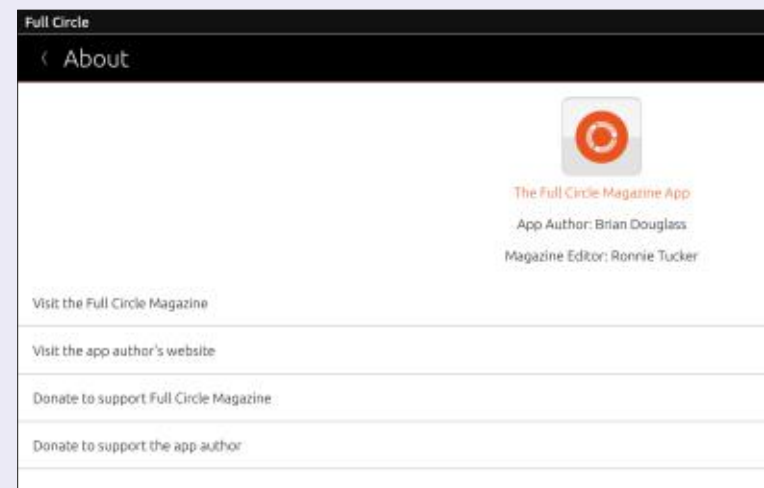 Full Circle
About
The Full Circle Magazine App
App Author: Brian Douglass
Magazine Editor: Ronnie Tucker
Visit the Full Circle Magazine
Visit the app author's website
Donate to support Full Circle Magazine
Donate to support the app author